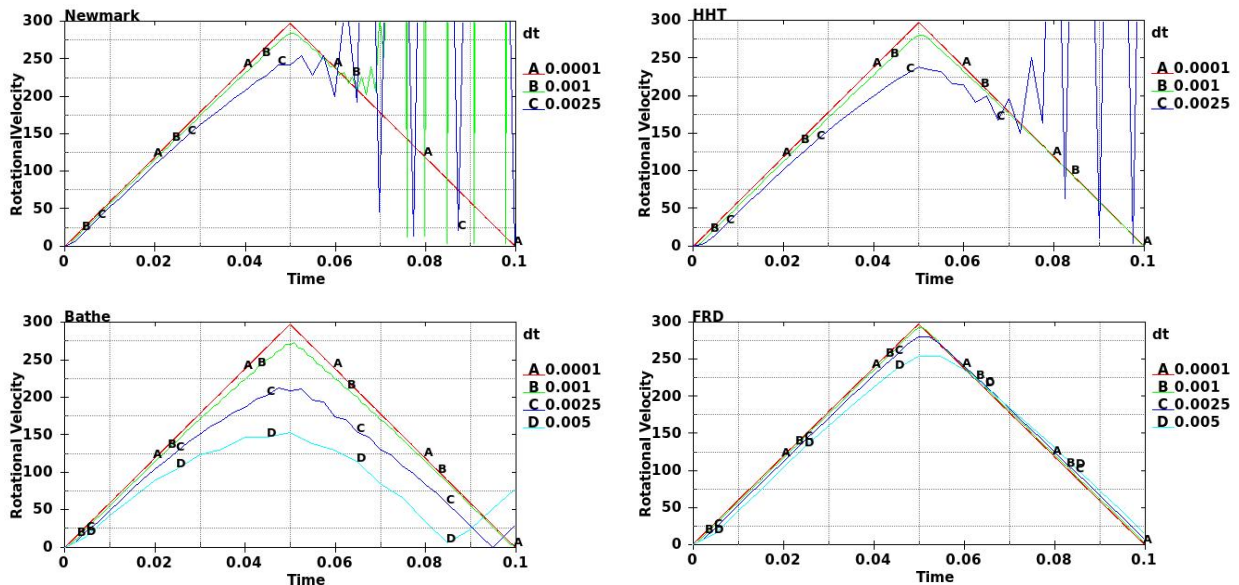 Newmark
300
250
200
150
100
50
0
Rotational Velocity
0 0.02 0.04 0.06 0.08 0.1
Time
A A A A A
B B B B
C C C C
dt
A 0.0001
B 0.001
C 0.0025
HHT
300
250
200
150
100
50
0
Rotational Velocity
0 0.02 0.04 0.06 0.08 0.1
Time
A A A A A
B B B B B
C C C C
dt
A 0.0001
B 0.001
C 0.0025
Bathe
300
250
200
150
100
50
0
Rotational Velocity
0 0.02 0.04 0.06 0.08 0.1
Time
A A A A A
B B B B B
C C C C C
D D D D D
dt
A 0.0001
B 0.001
C 0.0025
D 0.005
FRD
300
250
200
150
100
50
0
Rotational Velocity
0 0.02 0.04 0.06 0.08 0.1
Time
A A A A A
B B B B B
C C C C C
D D D D D
dt
A 0.0001
B 0.001
C 0.0025
D 0.005